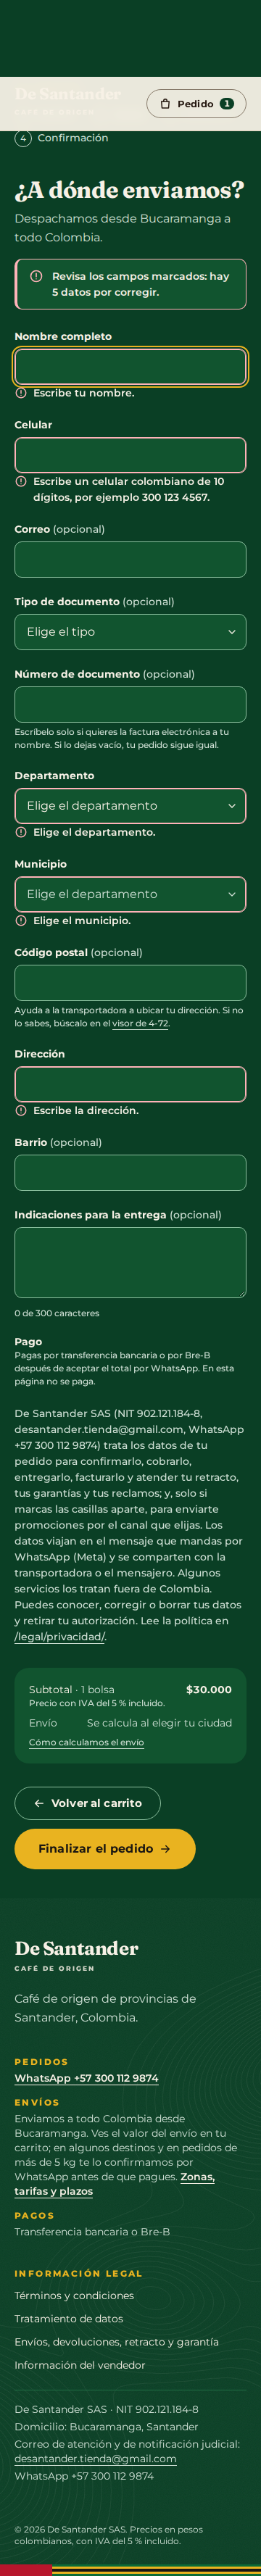 De Santander
Pedido 1
4 Confirmación
¿A dónde enviamos?
Despachamos desde Bucaramanga a
todo Colombia.
Revisa los campos marcados: hay
5 datos por corregir.
Nombre completo
Escribe tu nombre.
Celular
Escribe un celular colombiano de 10
dígitos, por ejemplo 300 123 4567.
Correo (opcional)
Tipo de documento (opcional)
Elige el tipo
Número de documento (opcional)
Escríbelo solo si quieres la factura electrónica a tu
nombre. Si lo dejas vacío, tu pedido sigue igual.
Departamento
Elige el departamento
Elige el departamento.
Municipio
Elige el departamento
Elige el municipio.
Código postal (opcional)
Ayuda a la transportadora a ubicar tu dirección. Si no
lo sabes, búscalo en el visor de 4-72.
Dirección
Escribe la dirección.
Barrio (opcional)
Indicaciones para la entrega (opcional)
0 de 300 caracteres
Pago
Pagas por transferencia bancaria o por Bre-B
después de aceptar el total por WhatsApp. En esta
página no se paga.
De Santander SAS (NIT 902.121.184-8,
desantander.tienda@gmail.com, WhatsApp
+57 300 112 9874) trata los datos de tu
pedido para confirmarlo, cobrarlo,
entregarlo, facturarlo y atender tu retracto,
tus garantías y tus reclamos; y, solo si
marcas las casillas aparte, para enviarte
promociones por el canal que elijas. Los
datos viajan en el mensaje que mandas por
WhatsApp (Meta) y se comparten con la
transportadora o el mensajero. Algunos
servicios los tratan fuera de Colombia.
Puedes conocer, corregir o borrar tus datos
y retirar tu autorización. Lee la política en
/legal/privacidad/.
Subtotal · 1 bolsa $30.000
Precio con IVA del 5 % incluido.
Envío Se calcula al elegir tu ciudad
Cómo calculamos el envío
← Volver al carrito
Finalizar el pedido →
De Santander
CAFÉ DE ORIGEN
Café de origen de provincias de
Santander, Colombia.
PEDIDOS
WhatsApp +57 300 112 9874
ENVÍOS
Enviamos a todo Colombia desde
Bucaramanga. Ves el valor del envío en tu
carrito; en algunos destinos y en pedidos de
más de 5 kg te lo confirmamos por
WhatsApp antes de que pagues. Zonas,
tarifas y plazos
PAGOS
Transferencia bancaria o Bre-B
INFORMACIÓN LEGAL
Términos y condiciones
Tratamiento de datos
Envíos, devoluciones, retracto y garantía
Información del vendedor
De Santander SAS · NIT 902.121.184-8
Domicilio: Bucaramanga, Santander
Correo de atención y de notificación judicial:
desantander.tienda@gmail.com
WhatsApp +57 300 112 9874
© 2026 De Santander SAS. Precios en pesos
colombianos, con IVA del 5 % incluido.